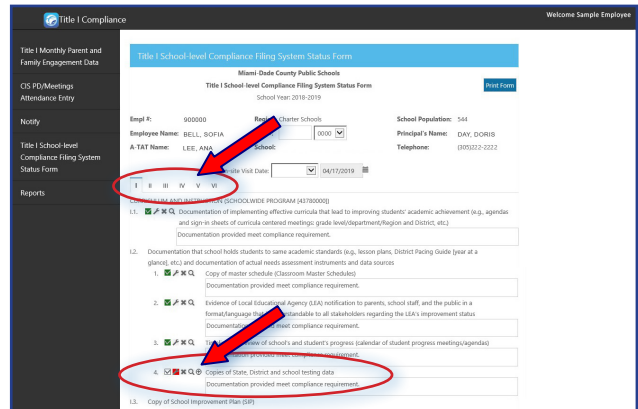 Title I Compliance
Welcome Sample Employee
Title I Monthly Parent and
Family Engagement Data
CIS PD/Meetings
Attendance Entry
Notify
Title I School-level
Compliance Filing System
Status Form
Reports
Title I School-level Compliance Filing System Status Form
Miami-Dade County Public Schools
Title I School-level Compliance Filing System Status Form
School Year: 2018-2019
Print Form
Empl #: 900000 Charter Schools School Population: 544
Employee Name: BELL, SOFIA 0000 Principal's Name: DAY, DORIS
A-TAT Name: LEE, ANA School: Telephone: (305)222-2222
Visit Date: 04/17/2019
I II III IV V VI
AND (SCHOOLWIDE PROGRAM [43780000])
I.1. Documentation of implementing effective curricula that lead to improving students' academic achievement (e.g., agendas
and sign-in sheets of curricula centered meetings: grade level/department/Region and District, etc.)
Documentation provided meet compliance requirement.
I.2. Documentation that school holds students to same academic standards (e.g., lesson plans, District Pacing Guide [year at a
glance], etc.) and documentation of actual needs assessment instruments and data sources
1. Copy of master schedule (Classroom Master Schedules)
Documentation provided meet compliance requirement.
2. Evidence of Local Educational Agency (LEA) notification to parents, school staff, and the public in a
format/language that to all stakeholders regarding the LEA's improvement status
Documentation meet compliance requirement.
3. of school's and student's progress (calendar of student progress meetings/agendas)
provided meet compliance requirement.
4. Copies of State, District and school testing data
Documentation provided meet compliance requirement.
I.3. Copy of School Improvement Plan (SIP)